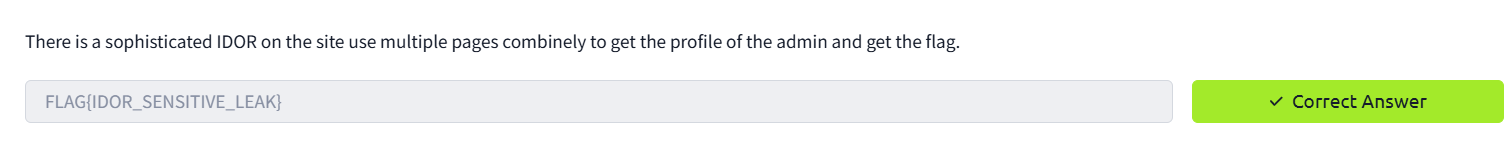 There is a sophisticated IDOR on the site use multiple pages combinely to get the profile of the admin and get the flag.
FLAG{IDOR_SENSITIVE_LEAK}
✓ Correct Answer